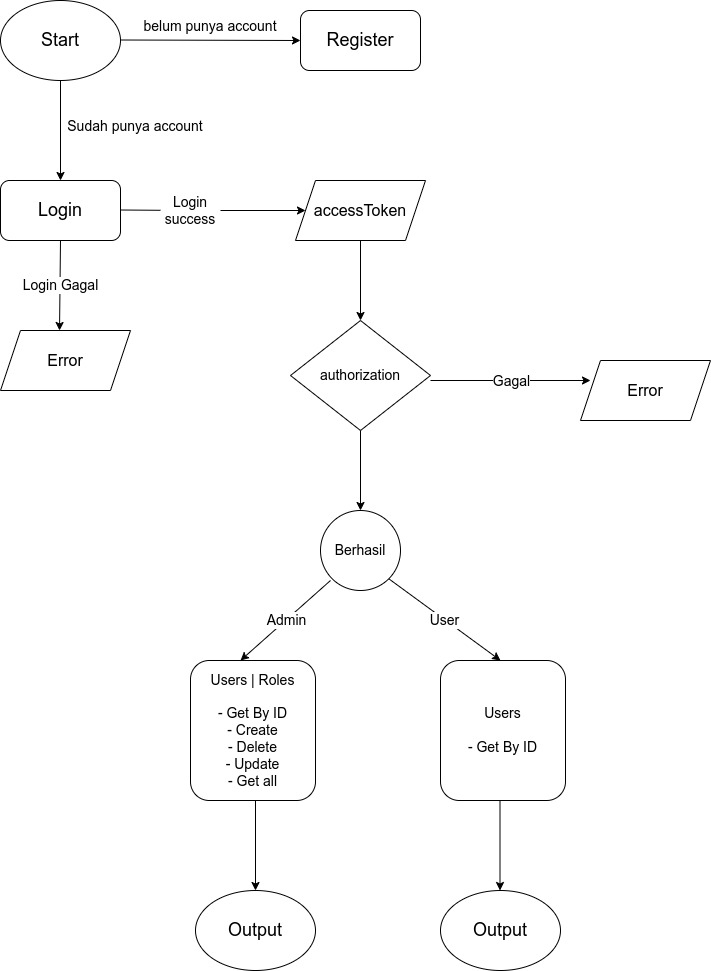 Start
belum punya account
Register
Sudah punya account
Login
Login
success
accessToken
Login Gagal
Error
authorization
Gagal
Error
Berhasil
Admin
User
Users | Roles
- Get By ID
- Create
- Delete
- Update
- Get all
Users
- Get By ID
Output
Output